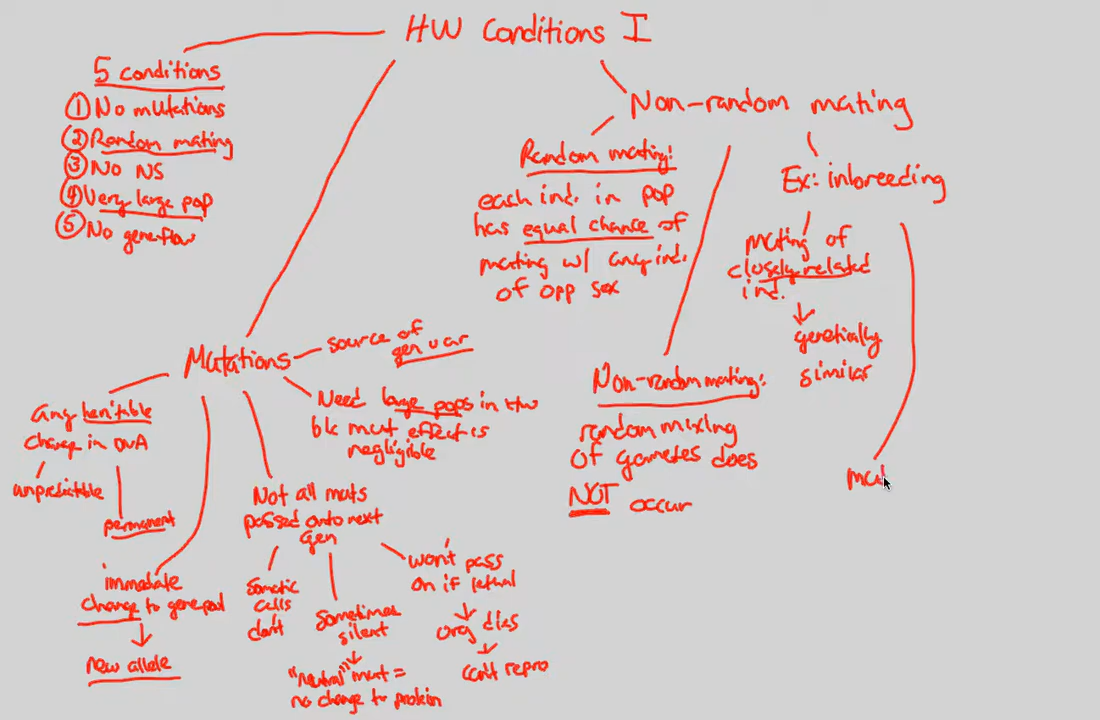 HW Conditions I
5 conditions
① No mutations
② Random mating
③ No NS
④ Very large pop
⑤ No gene flow
Non-random mating
Random mating:
each ind. in pop
has equal chance of
mating w/ any ind.
of opp sex
Ex: inbreeding
mating of
closely related
ind.
↓
genetially
similar
Non-random mating:
random mixing
of gametes does
NOT occur
mat
Mutations
source of
gen var
Need large pops in HW
b/c mut effect is
negligible
any heritable
change in DNA
unpredictable
permanent
immediate
change to genepool
↓
new allele
Not all muts
passed onto next
gen
somatic
cells
don't
sometimes
silent
↓
"neutral" mut =
no change to protein
won't pass
on if lethal
↓
org dies
↓
can't repro